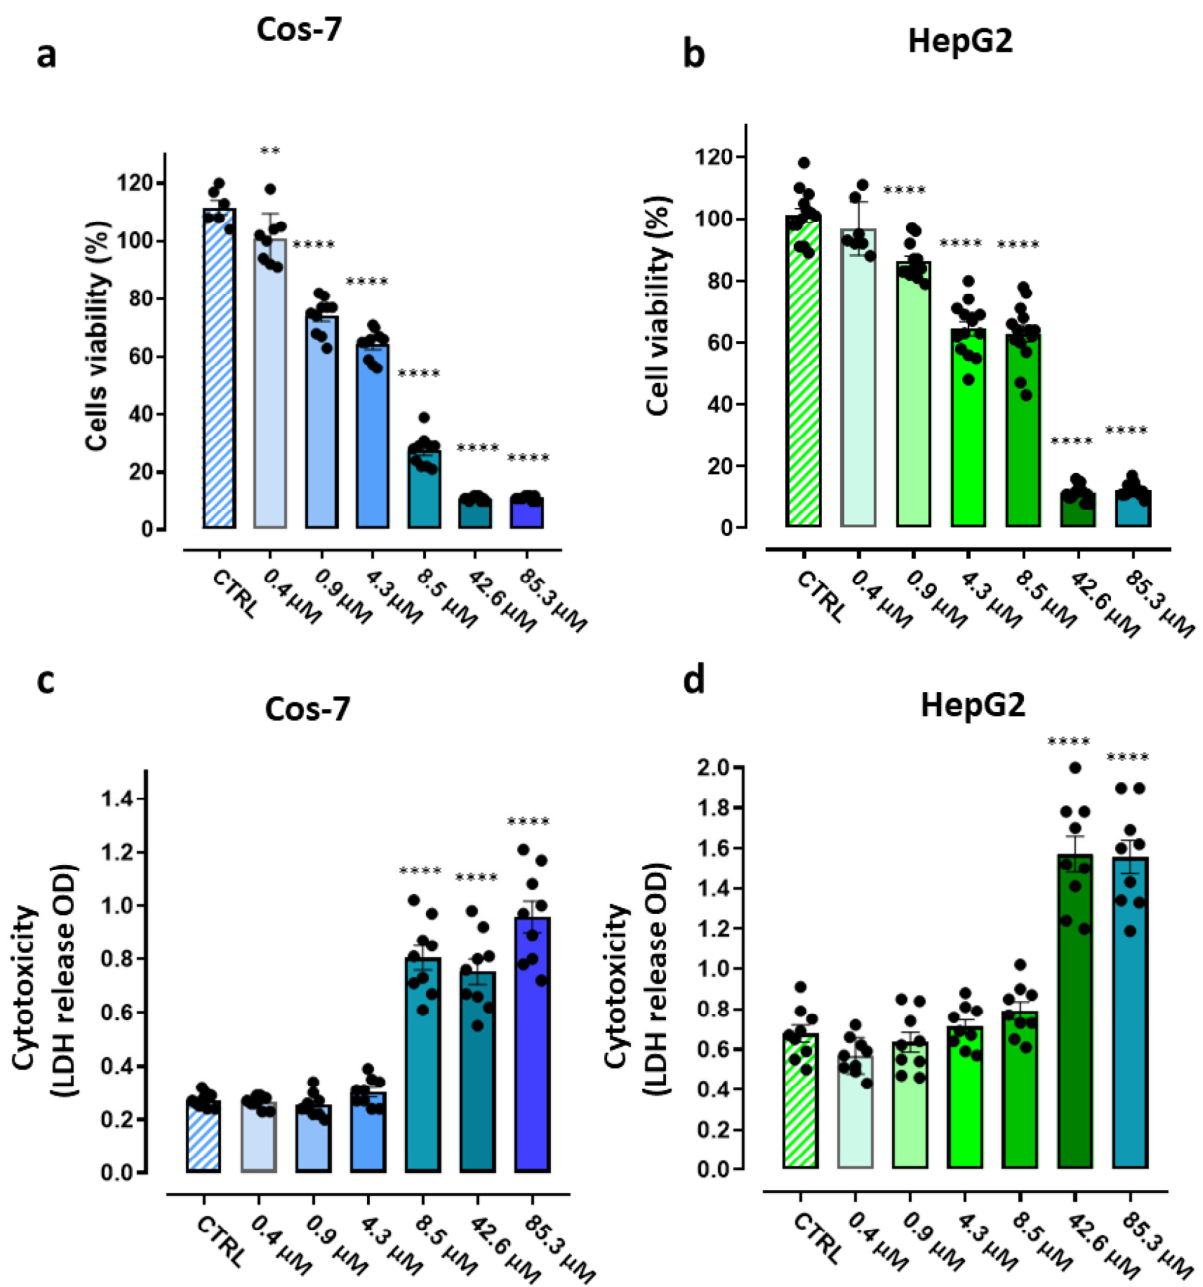 a
Cos-7
Cells viability (%)
120
100
80
60
40
20
0
**
****
****
****
****
****
CTRL
0.4 µM
0.9 µM
4.3 µM
8.5 µM
42.6 µM
85.3 µM
b
HepG2
Cell viability (%)
120
100
80
60
40
20
0
****
****
****
****
****
CTRL
0.4 µM
0.9 µM
4.3 µM
8.5 µM
42.6 µM
85.3 µM
c
Cos-7
Cytotoxicity
(LDH release OD)
1.4
1.2
1.0
0.8
0.6
0.4
0.2
0.0
****
****
****
CTRL
0.4 µM
0.9 µM
4.3 µM
8.5 µM
42.6 µM
85.3 µM
d
HepG2
Cytotoxicity
(LDH release OD)
2.0
1.8
1.6
1.4
1.2
1.0
0.8
0.6
0.4
0.2
0.0
****
****
CTRL
0.4 µM
0.9 µM
4.3 µM
8.5 µM
42.6 µM
85.3 µM